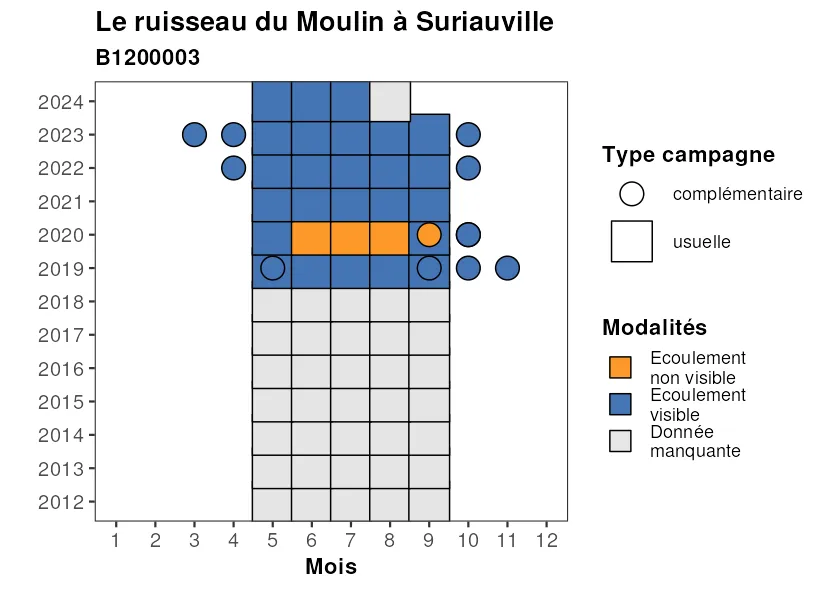 Le ruisseau du Moulin à Suriauville
B1200003
2024
2023
2022
2021
2020
2019
2018
2017
2016
2015
2014
2013
2012
1 2 3 4 5 6 7 8 9 10 11 12
Mois
Type campagne
complémentaire
usuelle
Modalités
Ecoulement
non visible
Ecoulement
visible
Donnée
manquante